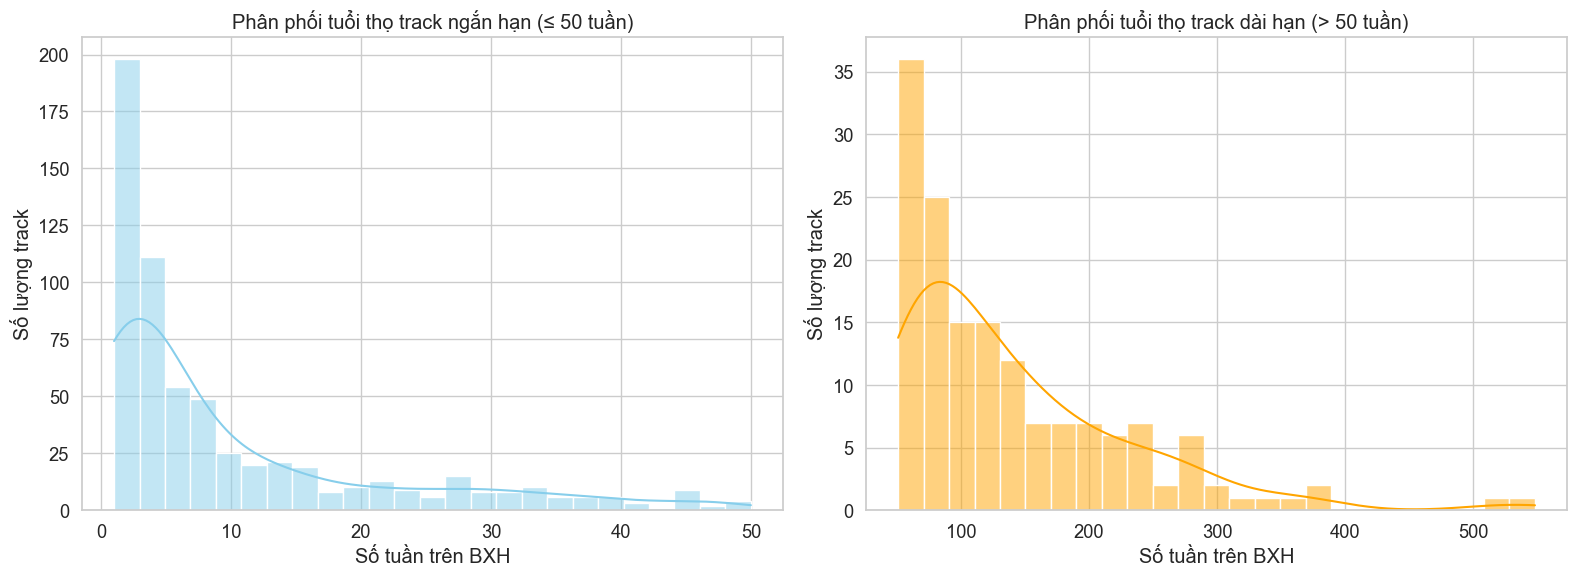 Phân phối tuổi thọ track ngắn hạn (≤ 50 tuần)
200
175
150
125
100
75
50
25
0
Số lượng track
0 10 20 30 40 50
Số tuần trên BXH
Phân phối tuổi thọ track dài hạn (> 50 tuần)
35
30
25
20
15
10
5
0
Số lượng track
100 200 300 400 500
Số tuần trên BXH